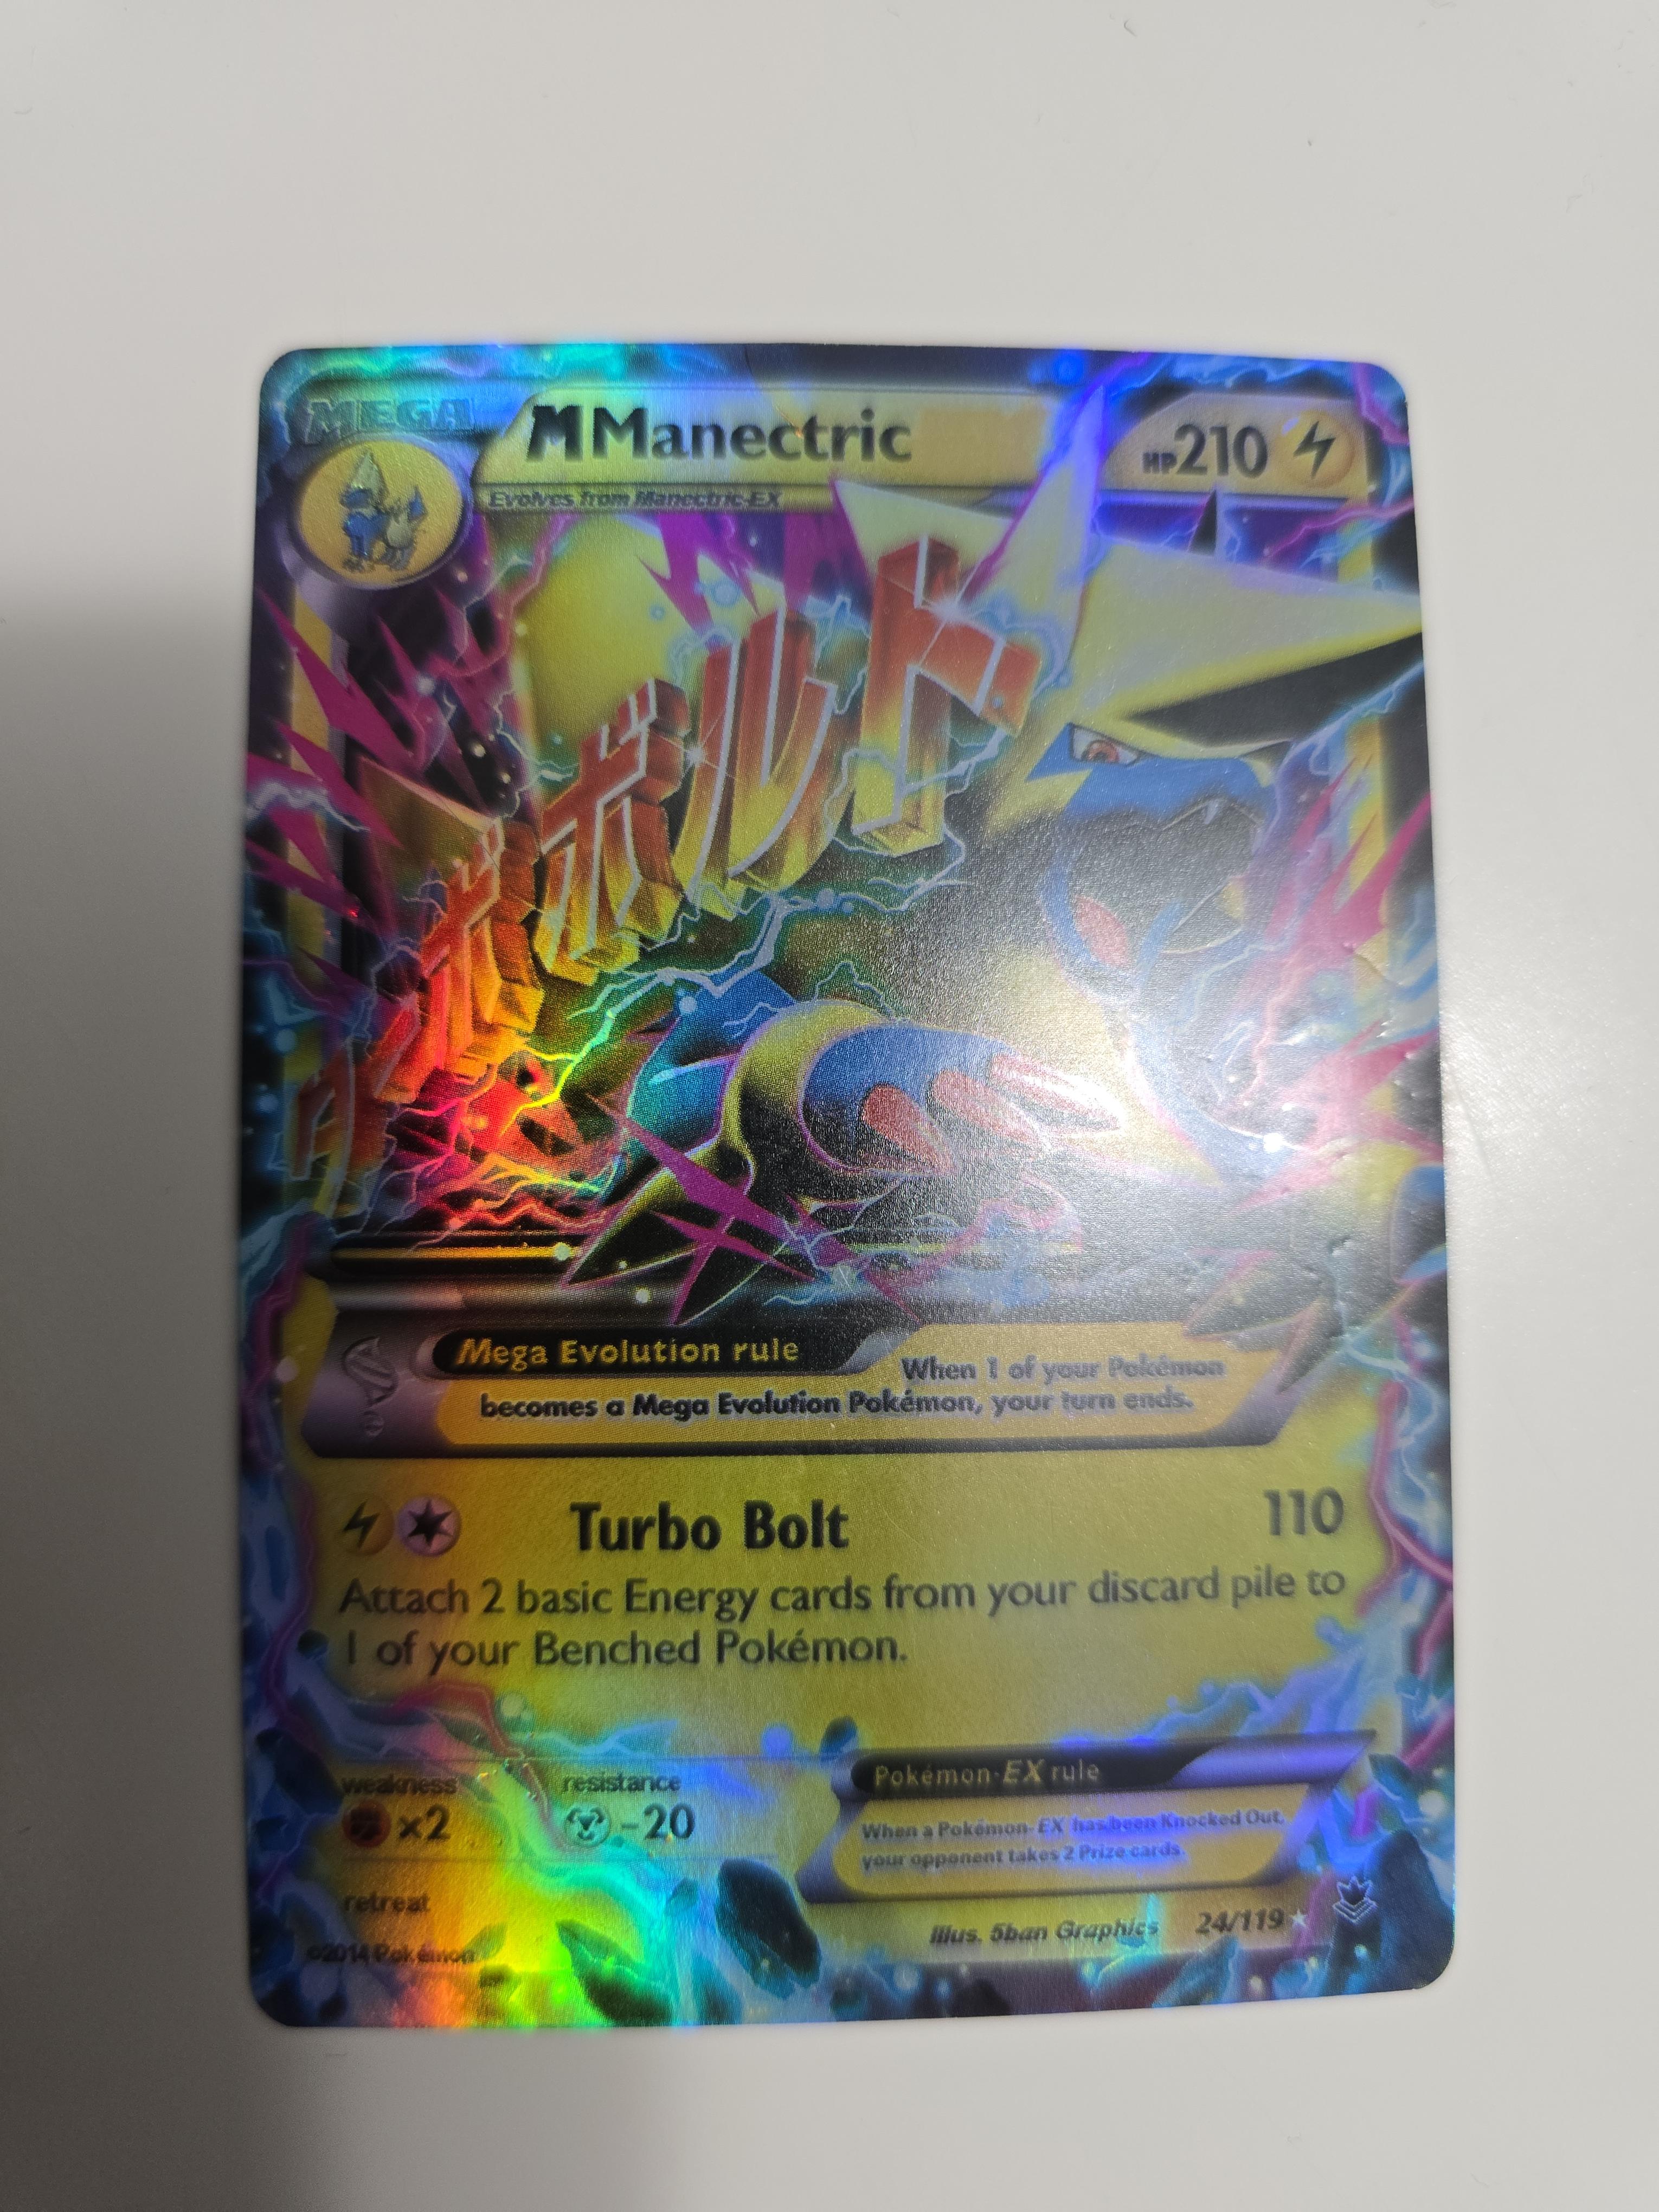 MEGA
M Manectric
HP210
Evolves from Manectric-EX
ターボボルト
Mega Evolution rule
When 1 of your Pokémon
becomes a Mega Evolution Pokémon, your turn ends.
Turbo Bolt 110
Attach 2 basic Energy cards from your discard pile to
1 of your Benched Pokémon.
weakness resistance
×2 -20
Pokémon-EX rule
When a Pokémon-EX has been Knocked Out,
your opponent takes 2 Prize cards.
retreat
Illus. 5ban Graphics 24/119
©2014 Pokémon